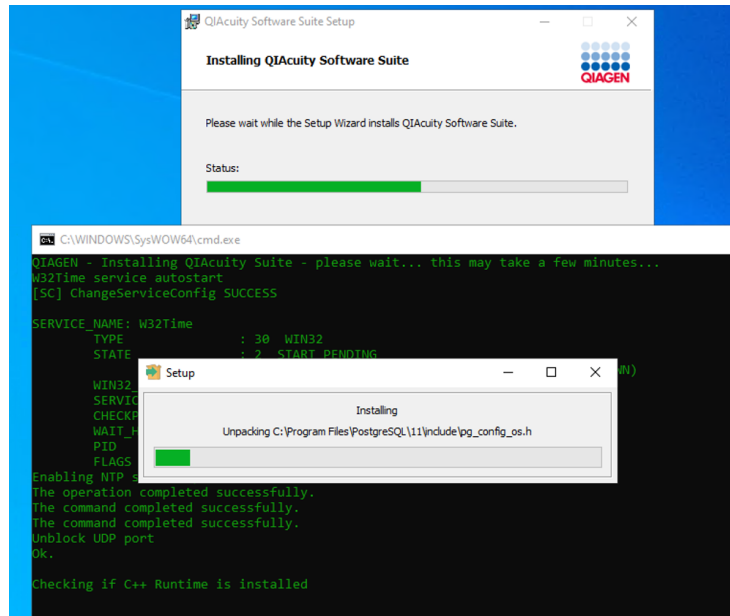 QIAcuity Software Suite Setup
Installing QIAcuity Software Suite
QIAGEN
Please wait while the Setup Wizard installs QIAcuity Software Suite.
Status:
C:\WINDOWS\SysWOW64\cmd.exe
QIAGEN - Installing QIAcuity Suite - please wait... this may take a few minutes...
W32Time service autostart
[SC] ChangeServiceConfig SUCCESS
SERVICE_NAME: W32Time
TYPE : 30 WIN32
STATE : 2 START_PENDING
WN)
Setup
Installing
Unpacking C:\Program Files\PostgreSQL\11\include\pg_config_os.h
WIN32_
SERVIC
CHECKP
WAIT_H
PID
FLAGS
Enabling NTP s
The operation completed successfully.
The command completed successfully.
The command completed successfully.
Unblock UDP port
Ok.
Checking if C++ Runtime is installed